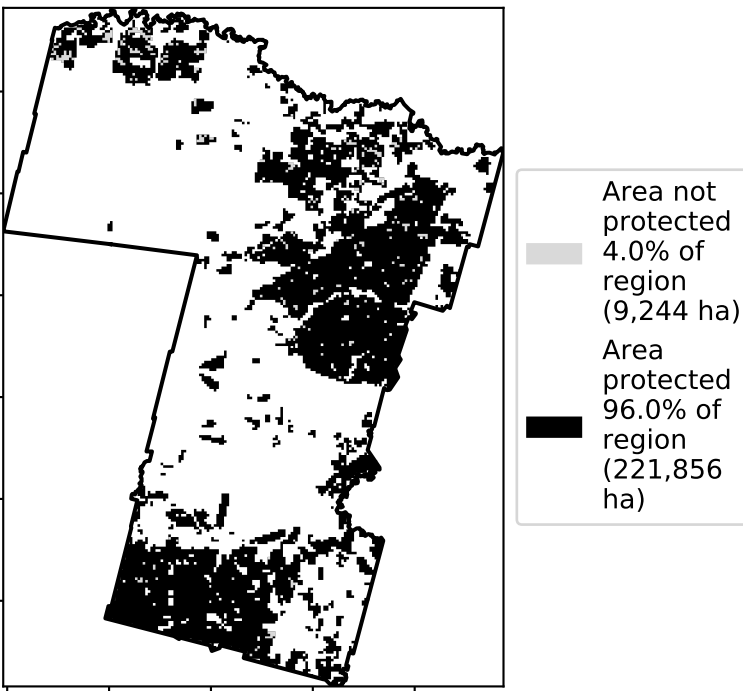 Area not
protected
4.0% of
region
(9,244 ha)
Area
protected
96.0% of
region
(221,856
ha)